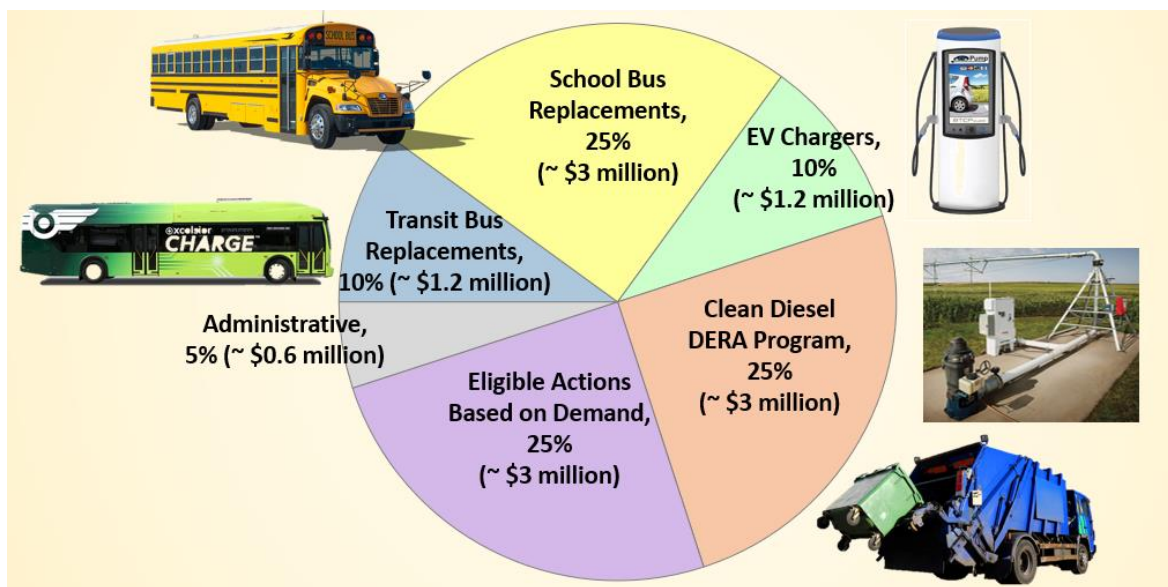 SCHOOL BUS
School Bus
Replacements,
25%
(~ $3 million)
EV Chargers,
10%
(~ $1.2 million)
Pump
xcelsior
CHARGE
Transit Bus
Replacements,
10% (~ $1.2 million)
Clean Diesel
DERA Program,
25%
(~ $3 million)
Administrative,
5% (~ $0.6 million)
Eligible Actions
Based on Demand,
25%
(~ $3 million)